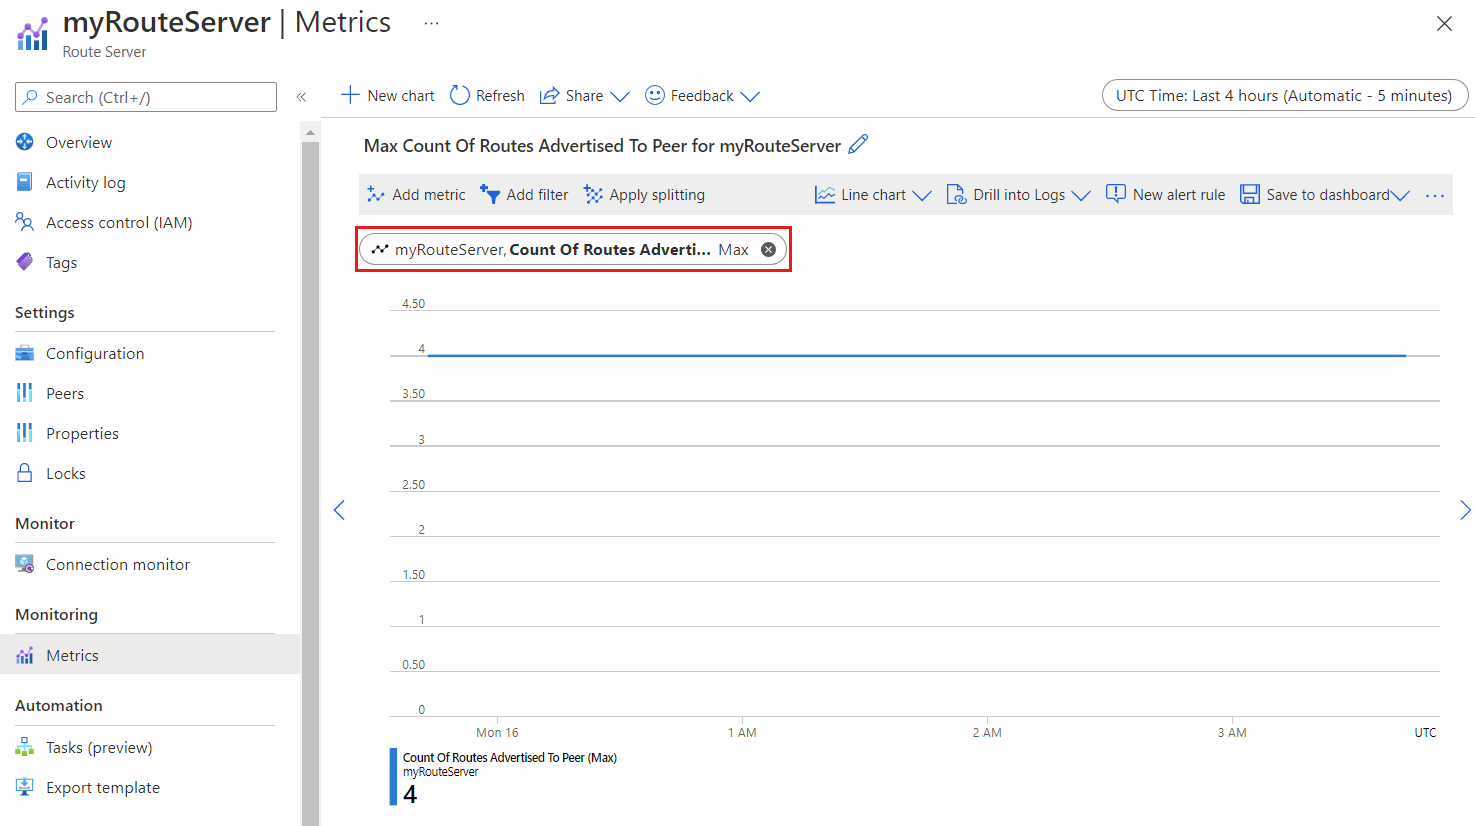 myRouteServer | Metrics ...
Route Server
Search (Ctrl+/)
«
Overview
Activity log
Access control (IAM)
Tags
Settings
Configuration
Peers
Properties
Locks
Monitor
Connection monitor
Monitoring
Metrics
Automation
Tasks (preview)
Export template
New chart Refresh Share Feedback
UTC Time: Last 4 hours (Automatic - 5 minutes)
Max Count Of Routes Advertised To Peer for myRouteServer
Add metric Add filter Apply splitting Line chart Drill into Logs New alert rule Save to dashboard ...
myRouteServer, Count Of Routes Adverti... Max
4.50
4
3.50
3
2.50
2
1.50
1
0.50
0
Mon 16 1 AM 2 AM 3 AM UTC
Count Of Routes Advertised To Peer (Max)
myRouteServer
4